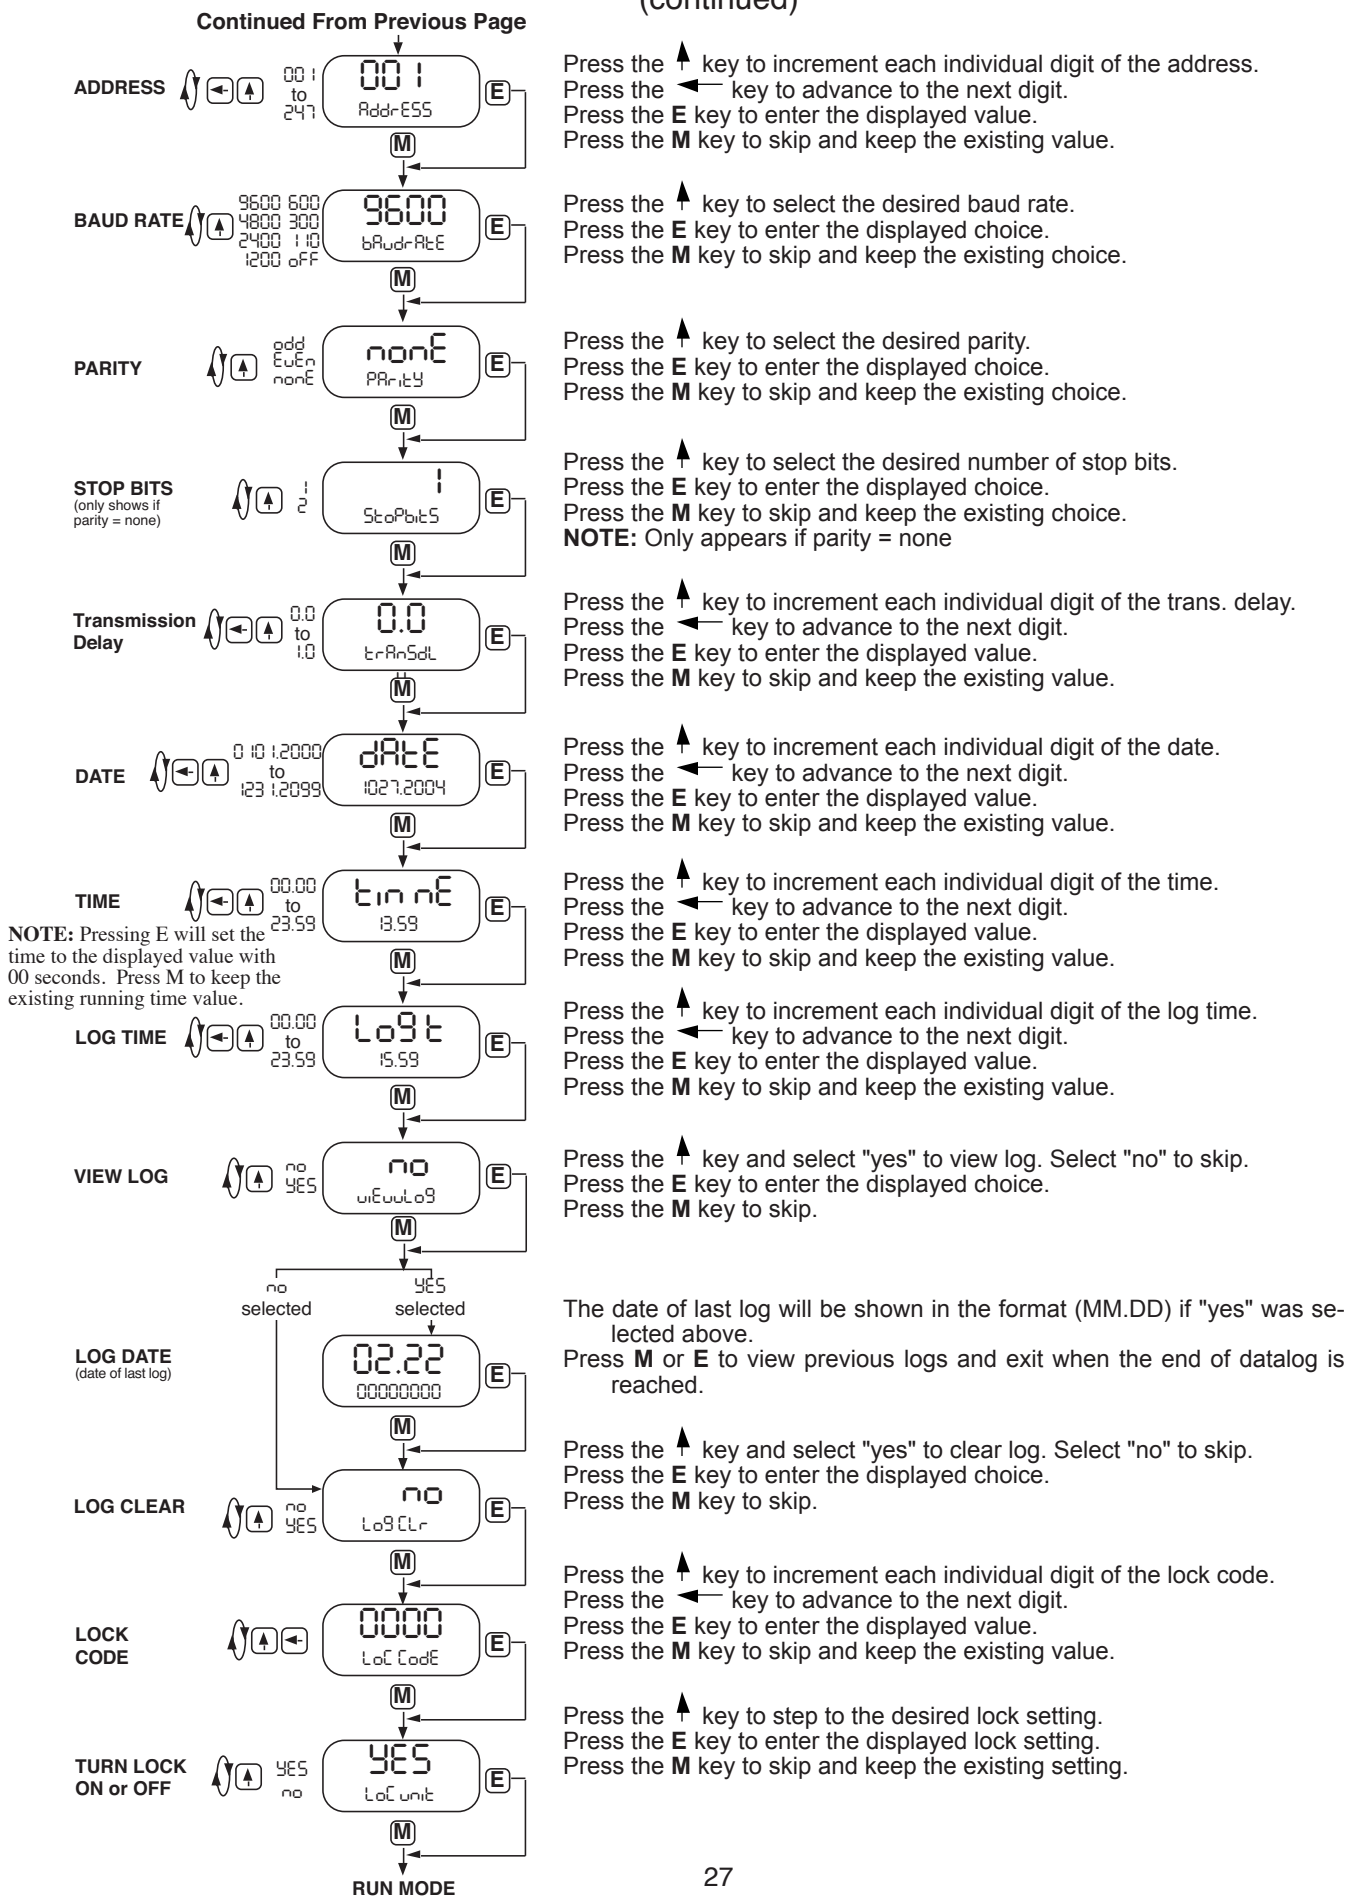 (continued)
Continued From Previous Page
ADDRESS
001
to
247
001
AddrESS
E
M
Press the key to increment each individual digit of the address.
Press the key to advance to the next digit.
Press the E key to enter the displayed value.
Press the M key to skip and keep the existing value.
BAUD RATE
9600 600
4800 300
2400 110
1200 oFF
9600
bAudrAtE
E
M
Press the key to select the desired baud rate.
Press the E key to enter the displayed choice.
Press the M key to skip and keep the existing choice.
PARITY
odd
EvEn
nonE
nonE
PAritY
E
M
Press the key to select the desired parity.
Press the E key to enter the displayed choice.
Press the M key to skip and keep the existing choice.
STOP BITS
(only shows if
parity = none)
1
2
1
StoPbitS
E
M
Press the key to select the desired number of stop bits.
Press the E key to enter the displayed choice.
Press the M key to skip and keep the existing choice.
NOTE: Only appears if parity = none
Transmission
Delay
0.0
to
1.0
0.0
trAnSdL
E
M
Press the key to increment each individual digit of the trans. delay.
Press the key to advance to the next digit.
Press the E key to enter the displayed value.
Press the M key to skip and keep the existing value.
DATE
0101.2000
to
1231.2099
dAtE
1027.2004
E
M
Press the key to increment each individual digit of the date.
Press the key to advance to the next digit.
Press the E key to enter the displayed value.
Press the M key to skip and keep the existing value.
TIME
00.00
to
23.59
tin nE
13.59
E
M
NOTE: Pressing E will set the
time to the displayed value with
00 seconds. Press M to keep the
existing running time value.
Press the key to increment each individual digit of the time.
Press the key to advance to the next digit.
Press the E key to enter the displayed value.
Press the M key to skip and keep the existing value.
LOG TIME
00.00
to
23.59
Log t
15.59
E
M
Press the key to increment each individual digit of the log time.
Press the key to advance to the next digit.
Press the E key to enter the displayed value.
Press the M key to skip and keep the existing value.
VIEW LOG
no
YES
no
viEvvLog
E
M
Press the key and select "yes" to view log. Select "no" to skip.
Press the E key to enter the displayed choice.
Press the M key to skip.
no
selected
YES
selected
LOG DATE
(date of last log)
02.22
00000000
E
M
The date of last log will be shown in the format (MM.DD) if "yes" was se-
lected above.
Press M or E to view previous logs and exit when the end of datalog is
reached.
LOG CLEAR
no
YES
no
Log CLr
E
M
Press the key and select "yes" to clear log. Select "no" to skip.
Press the E key to enter the displayed choice.
Press the M key to skip.
LOCK
CODE
0000
LoC CodE
E
M
Press the key to increment each individual digit of the lock code.
Press the key to advance to the next digit.
Press the E key to enter the displayed value.
Press the M key to skip and keep the existing value.
TURN LOCK
ON or OFF
YES
no
YES
LoC unit
E
M
Press the key to step to the desired lock setting.
Press the E key to enter the displayed lock setting.
Press the M key to skip and keep the existing setting.
RUN MODE
27